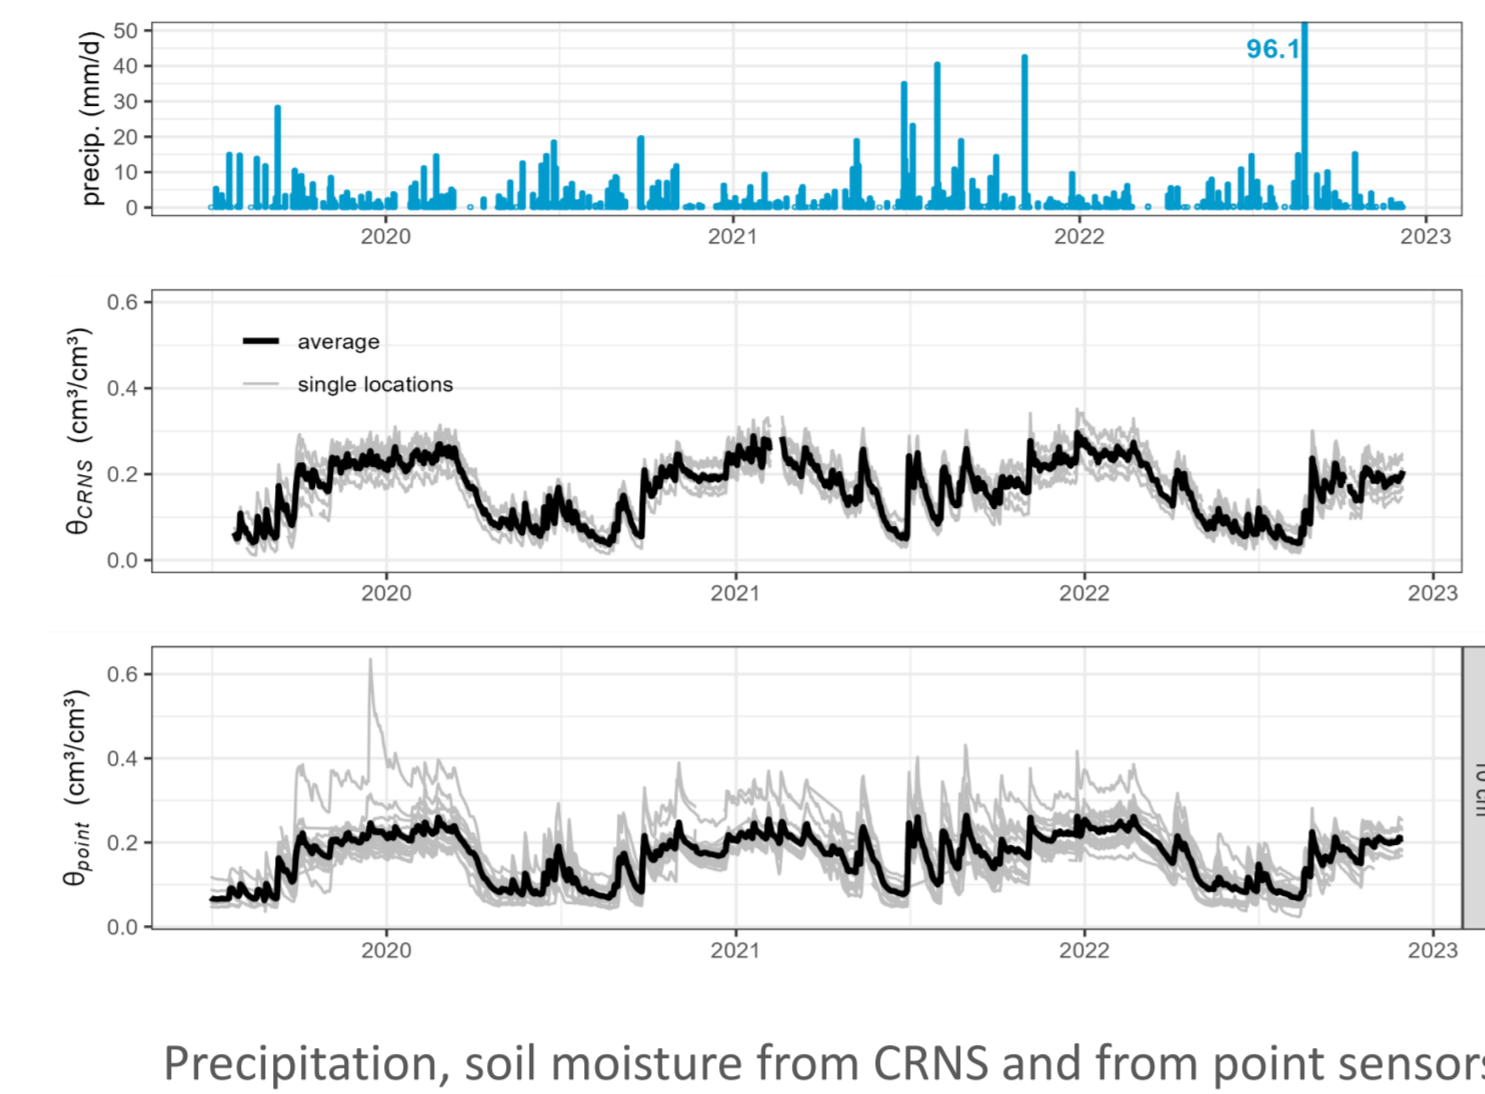 50
40
30
20
10
0
precip. (mm/d)
96.1
2020 2021 2022 2023
0.6
0.4
0.2
0.0
θCRNS (cm³/cm³)
average
single locations
2020 2021 2022 2023
0.6
0.4
0.2
0.0
θpoint (cm³/cm³)
2020 2021 2022 2023
Precipitation, soil moisture from CRNS and from point sensors